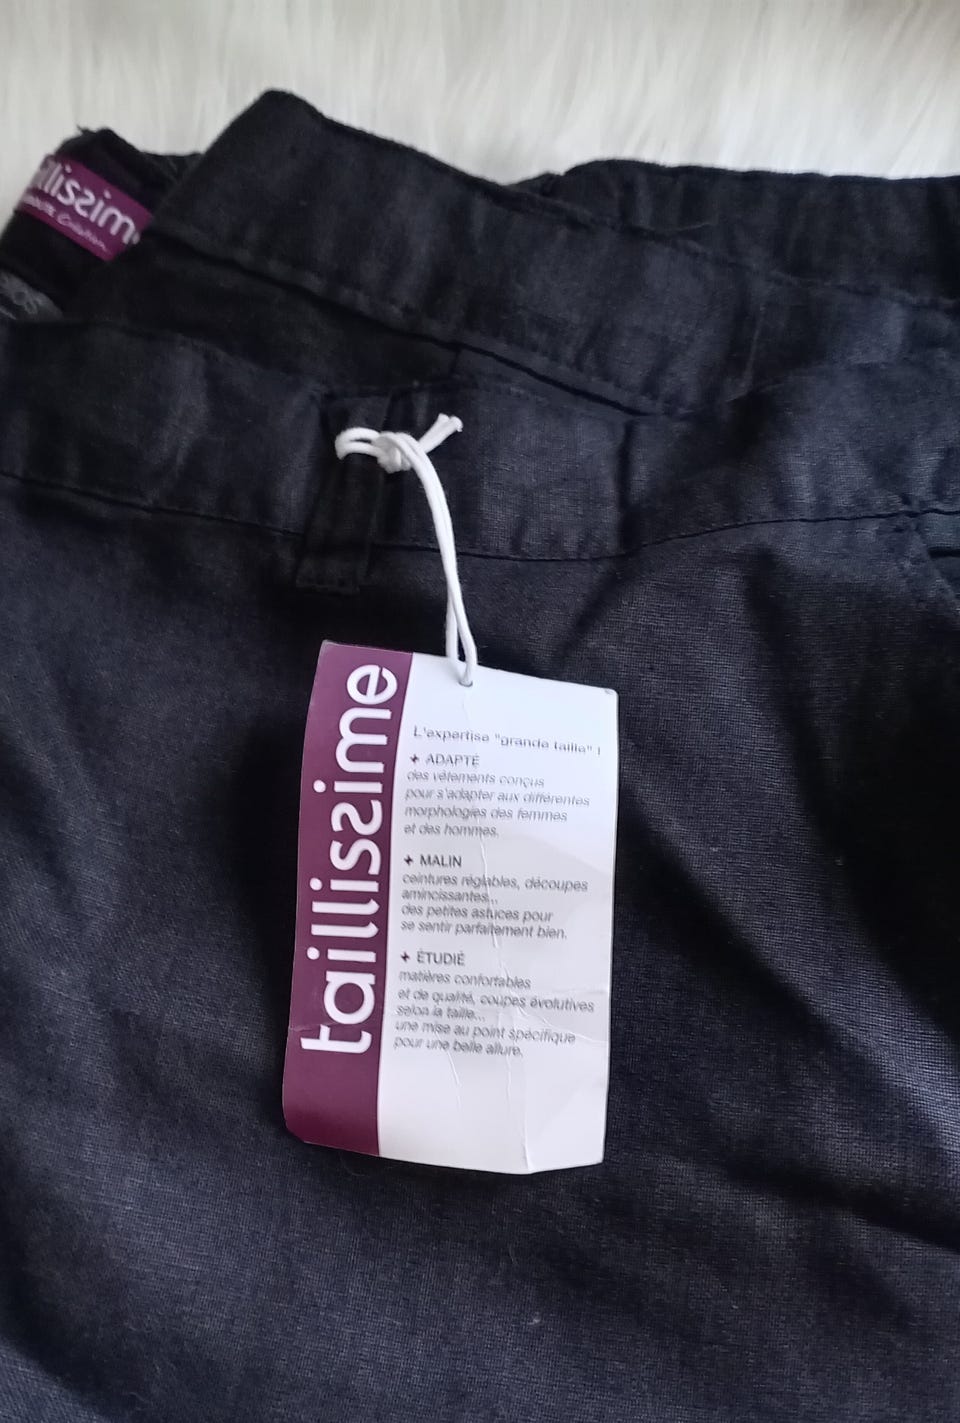 taillissime
L'expertise "grande taille" !
+ ADAPTÉ
des vêtements conçus
pour s'adapter aux différentes
morphologies des femmes
et des hommes.
+ MALIN
ceintures réglables, découpes
amincissantes...
des petites astuces pour
se sentir parfaitement bien.
+ ÉTUDIÉ
matières confortables
et de qualité, coupes évolutives
selon la taille...
une mise au point spécifique
pour une belle allure.